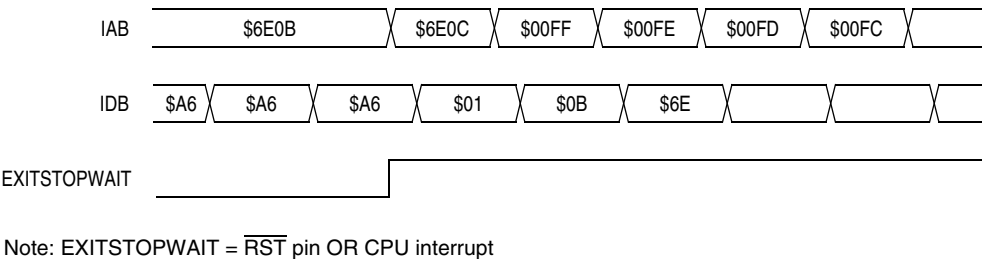 IAB $6E0B $6E0C $00FF $00FE $00FD $00FC
IDB $A6 $A6 $A6 $01 $0B $6E
EXITSTOPWAIT
Note: EXITSTOPWAIT = RST pin OR CPU interrupt